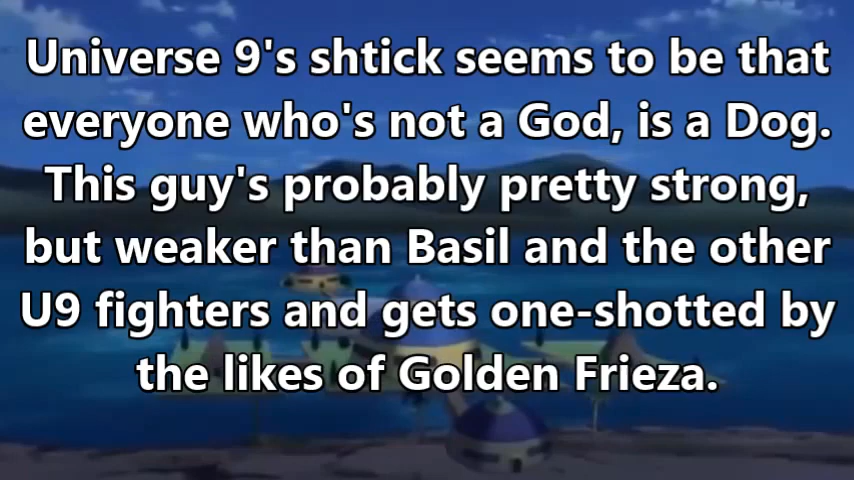 Universe 9's shtick seems to be that
everyone who's not a God, is a Dog.
This guy's probably pretty strong,
but weaker than Basil and the other
U9 fighters and gets one-shotted by
the likes of Golden Frieza.